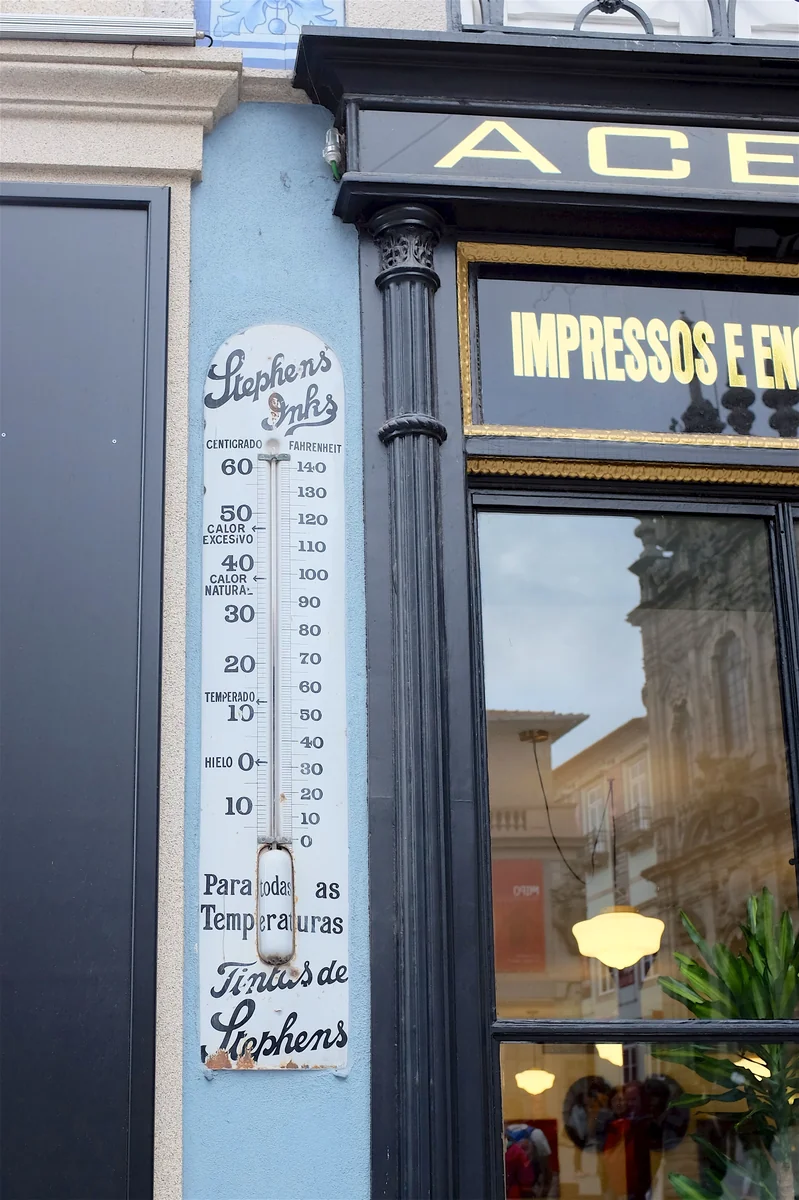 ACE
IMPRESSOS E ENC
Stephens
Inks
CENTIGRADO FAHRENHEIT
60 140
130
50 120
CALOR
EXCESIVO
110
40 100
CALOR
NATURAL
30 90
80
20 70
60
TEMPERADO
10 50
40
HIELO 0 30
20
10 10
0
Para todas as
Temperaturas
Tintas de
Stephens